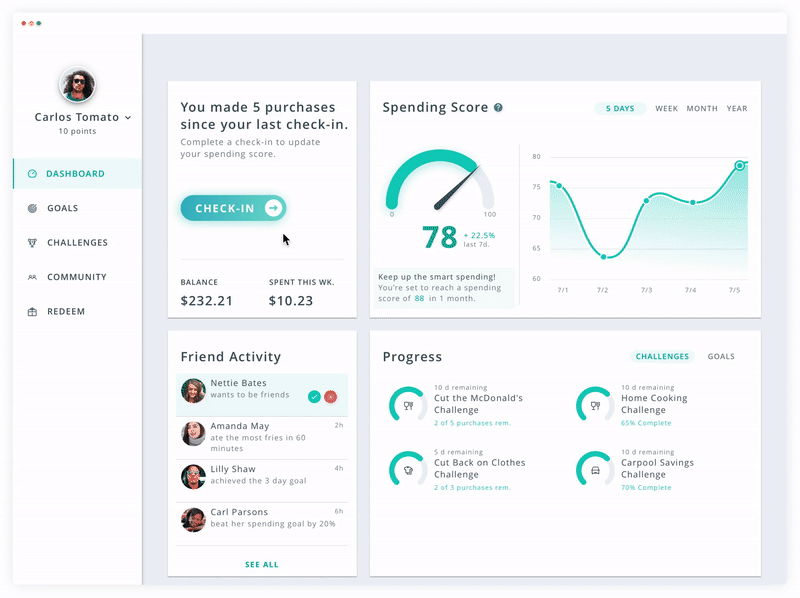 Carlos Tomato
10 points
DASHBOARD
GOALS
CHALLENGES
COMMUNITY
REDEEM
You made 5 purchases
since your last check-in.
Complete a check-in to update
your spending score.
CHECK-IN
BALANCE
$232.21
SPENT THIS WK.
$10.23
Spending Score ?
5 DAYS WEEK MONTH YEAR
0 100
78
+ 22.5%
last 7d.
Keep up the smart spending!
You're set to reach a spending
score of 88 in 1 month.
80
75
70
65
60
7/1 7/2 7/3 7/4 7/5
Friend Activity
Nettie Bates
wants to be friends
Amanda May 2h
ate the most fries in 60
minutes
Lilly Shaw 4h
achieved the 3 day goal
Carl Parsons 6h
beat her spending goal by 20%
SEE ALL
Progress
CHALLENGES GOALS
10 d remaining
Cut the McDonald's
Challenge
2 of 5 purchases rem.
10 d remaining
Home Cooking
Challenge
65% Complete
5 d remaining
Cut Back on Clothes
Challenge
2 of 3 purchases rem.
10 d remaining
Carpool Savings
Challenge
70% Complete